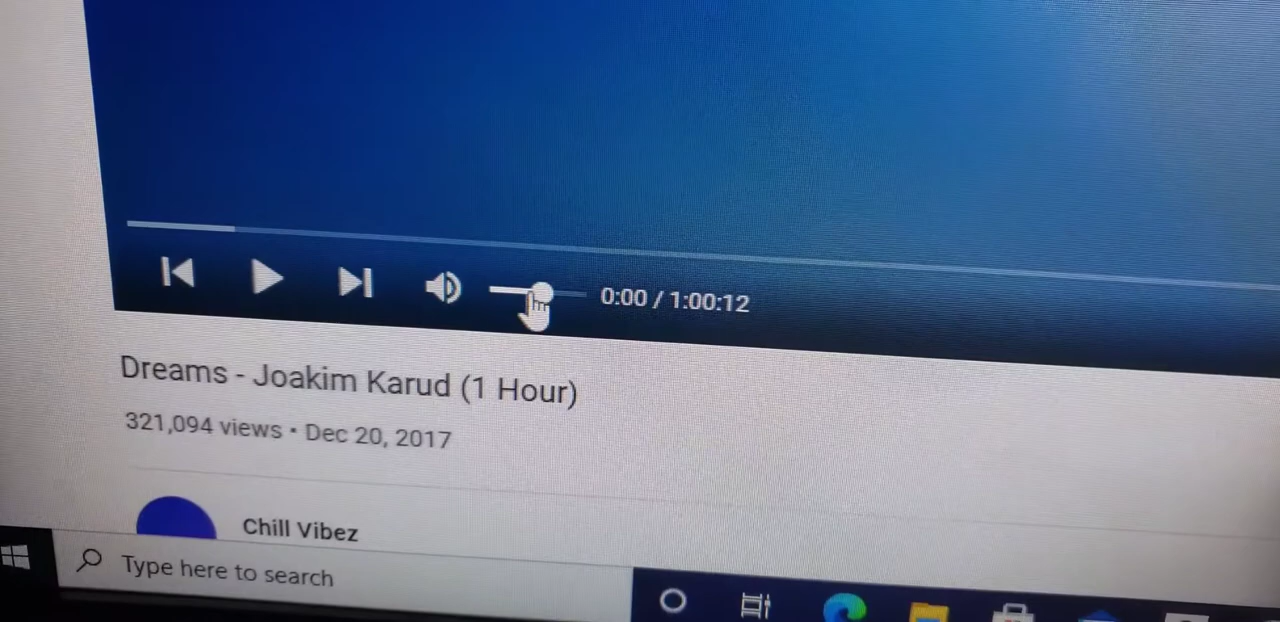 0:00 / 1:00:12
Dreams - Joakim Karud (1 Hour)
321,094 views • Dec 20, 2017
Chill Vibez
Type here to search